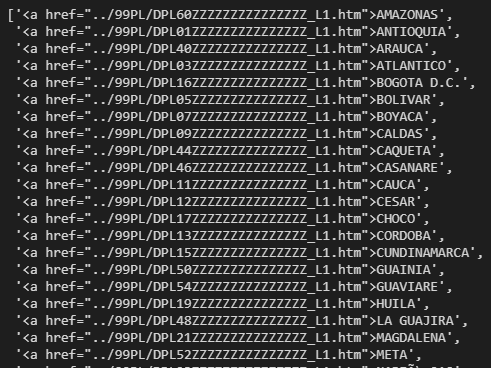 ['<a href="../99PL/DPL60ZZZZZZZZZZZZZZZ_L1.htm">AMAZONAS',
'<a href="../99PL/DPL01ZZZZZZZZZZZZZZZ_L1.htm">ANTIOQUIA',
'<a href="../99PL/DPL40ZZZZZZZZZZZZZZZ_L1.htm">ARAUCA',
'<a href="../99PL/DPL03ZZZZZZZZZZZZZZZ_L1.htm">ATLANTICO',
'<a href="../99PL/DPL16ZZZZZZZZZZZZZZZ_L1.htm">BOGOTA D.C.',
'<a href="../99PL/DPL05ZZZZZZZZZZZZZZZ_L1.htm">BOLIVAR',
'<a href="../99PL/DPL07ZZZZZZZZZZZZZZZ_L1.htm">BOYACA',
'<a href="../99PL/DPL09ZZZZZZZZZZZZZZZ_L1.htm">CALDAS',
'<a href="../99PL/DPL44ZZZZZZZZZZZZZZZ_L1.htm">CAQUETA',
'<a href="../99PL/DPL46ZZZZZZZZZZZZZZZ_L1.htm">CASANARE',
'<a href="../99PL/DPL11ZZZZZZZZZZZZZZZ_L1.htm">CAUCA',
'<a href="../99PL/DPL12ZZZZZZZZZZZZZZZ_L1.htm">CESAR',
'<a href="../99PL/DPL17ZZZZZZZZZZZZZZZ_L1.htm">CHOCO',
'<a href="../99PL/DPL13ZZZZZZZZZZZZZZZ_L1.htm">CORDOBA',
'<a href="../99PL/DPL15ZZZZZZZZZZZZZZZ_L1.htm">CUNDINAMARCA',
'<a href="../99PL/DPL50ZZZZZZZZZZZZZZZ_L1.htm">GUAINIA',
'<a href="../99PL/DPL54ZZZZZZZZZZZZZZZ_L1.htm">GUAVIARE',
'<a href="../99PL/DPL19ZZZZZZZZZZZZZZZ_L1.htm">HUILA',
'<a href="../99PL/DPL48ZZZZZZZZZZZZZZZ_L1.htm">LA GUAJIRA',
'<a href="../99PL/DPL21ZZZZZZZZZZZZZZZ_L1.htm">MAGDALENA',
'<a href="../99PL/DPL52ZZZZZZZZZZZZZZZ_L1.htm">META',